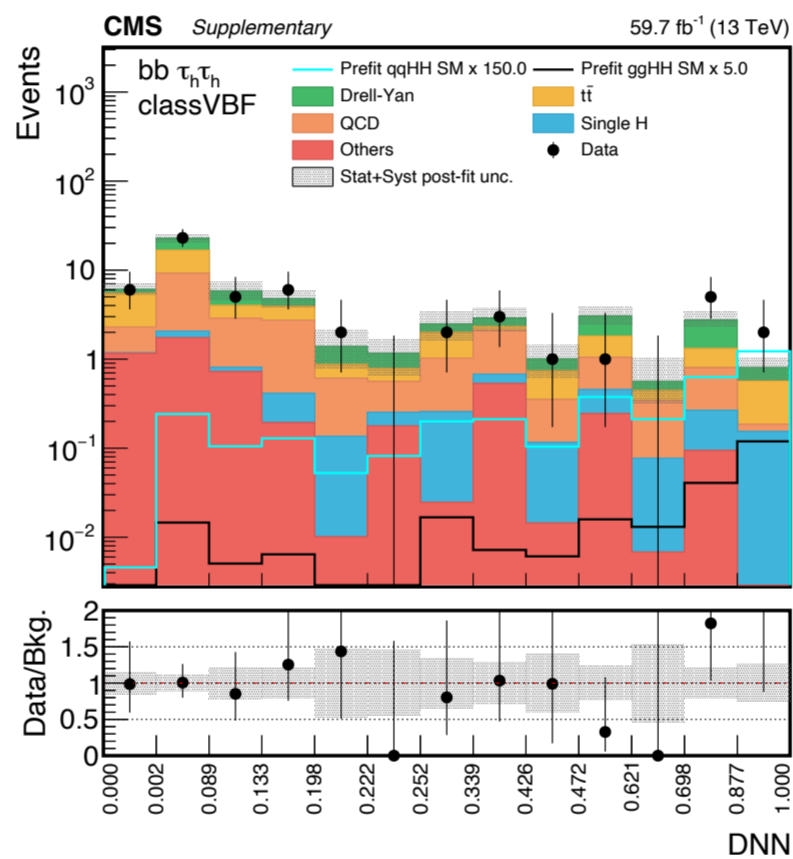 CMS Supplementary 59.7 fb⁻¹ (13 TeV)
Events
bb τₕτₕ
classVBF
Prefit qqHH SM x 150.0
Prefit ggHH SM x 5.0
Drell-Yan
tt̄
QCD
Single H
Others
Data
Stat+Syst post-fit unc.
10³
10²
10
1
10⁻¹
10⁻²
Data/Bkg.
2
1.5
1
0.5
0
0.000 0.002 0.089 0.133 0.198 0.222 0.252 0.339 0.426 0.472 0.621 0.698 0.877 1.000
DNN